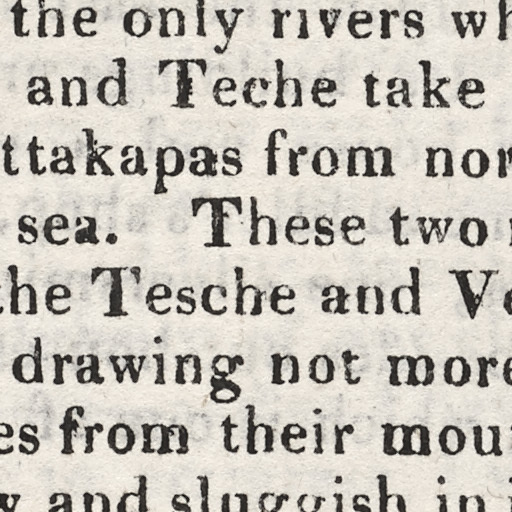 the only rivers wh
and Teche take
ttakapas from nor
sea. These two
the Tesche and Ve
drawing not more
es from their mou
w and sluggish in